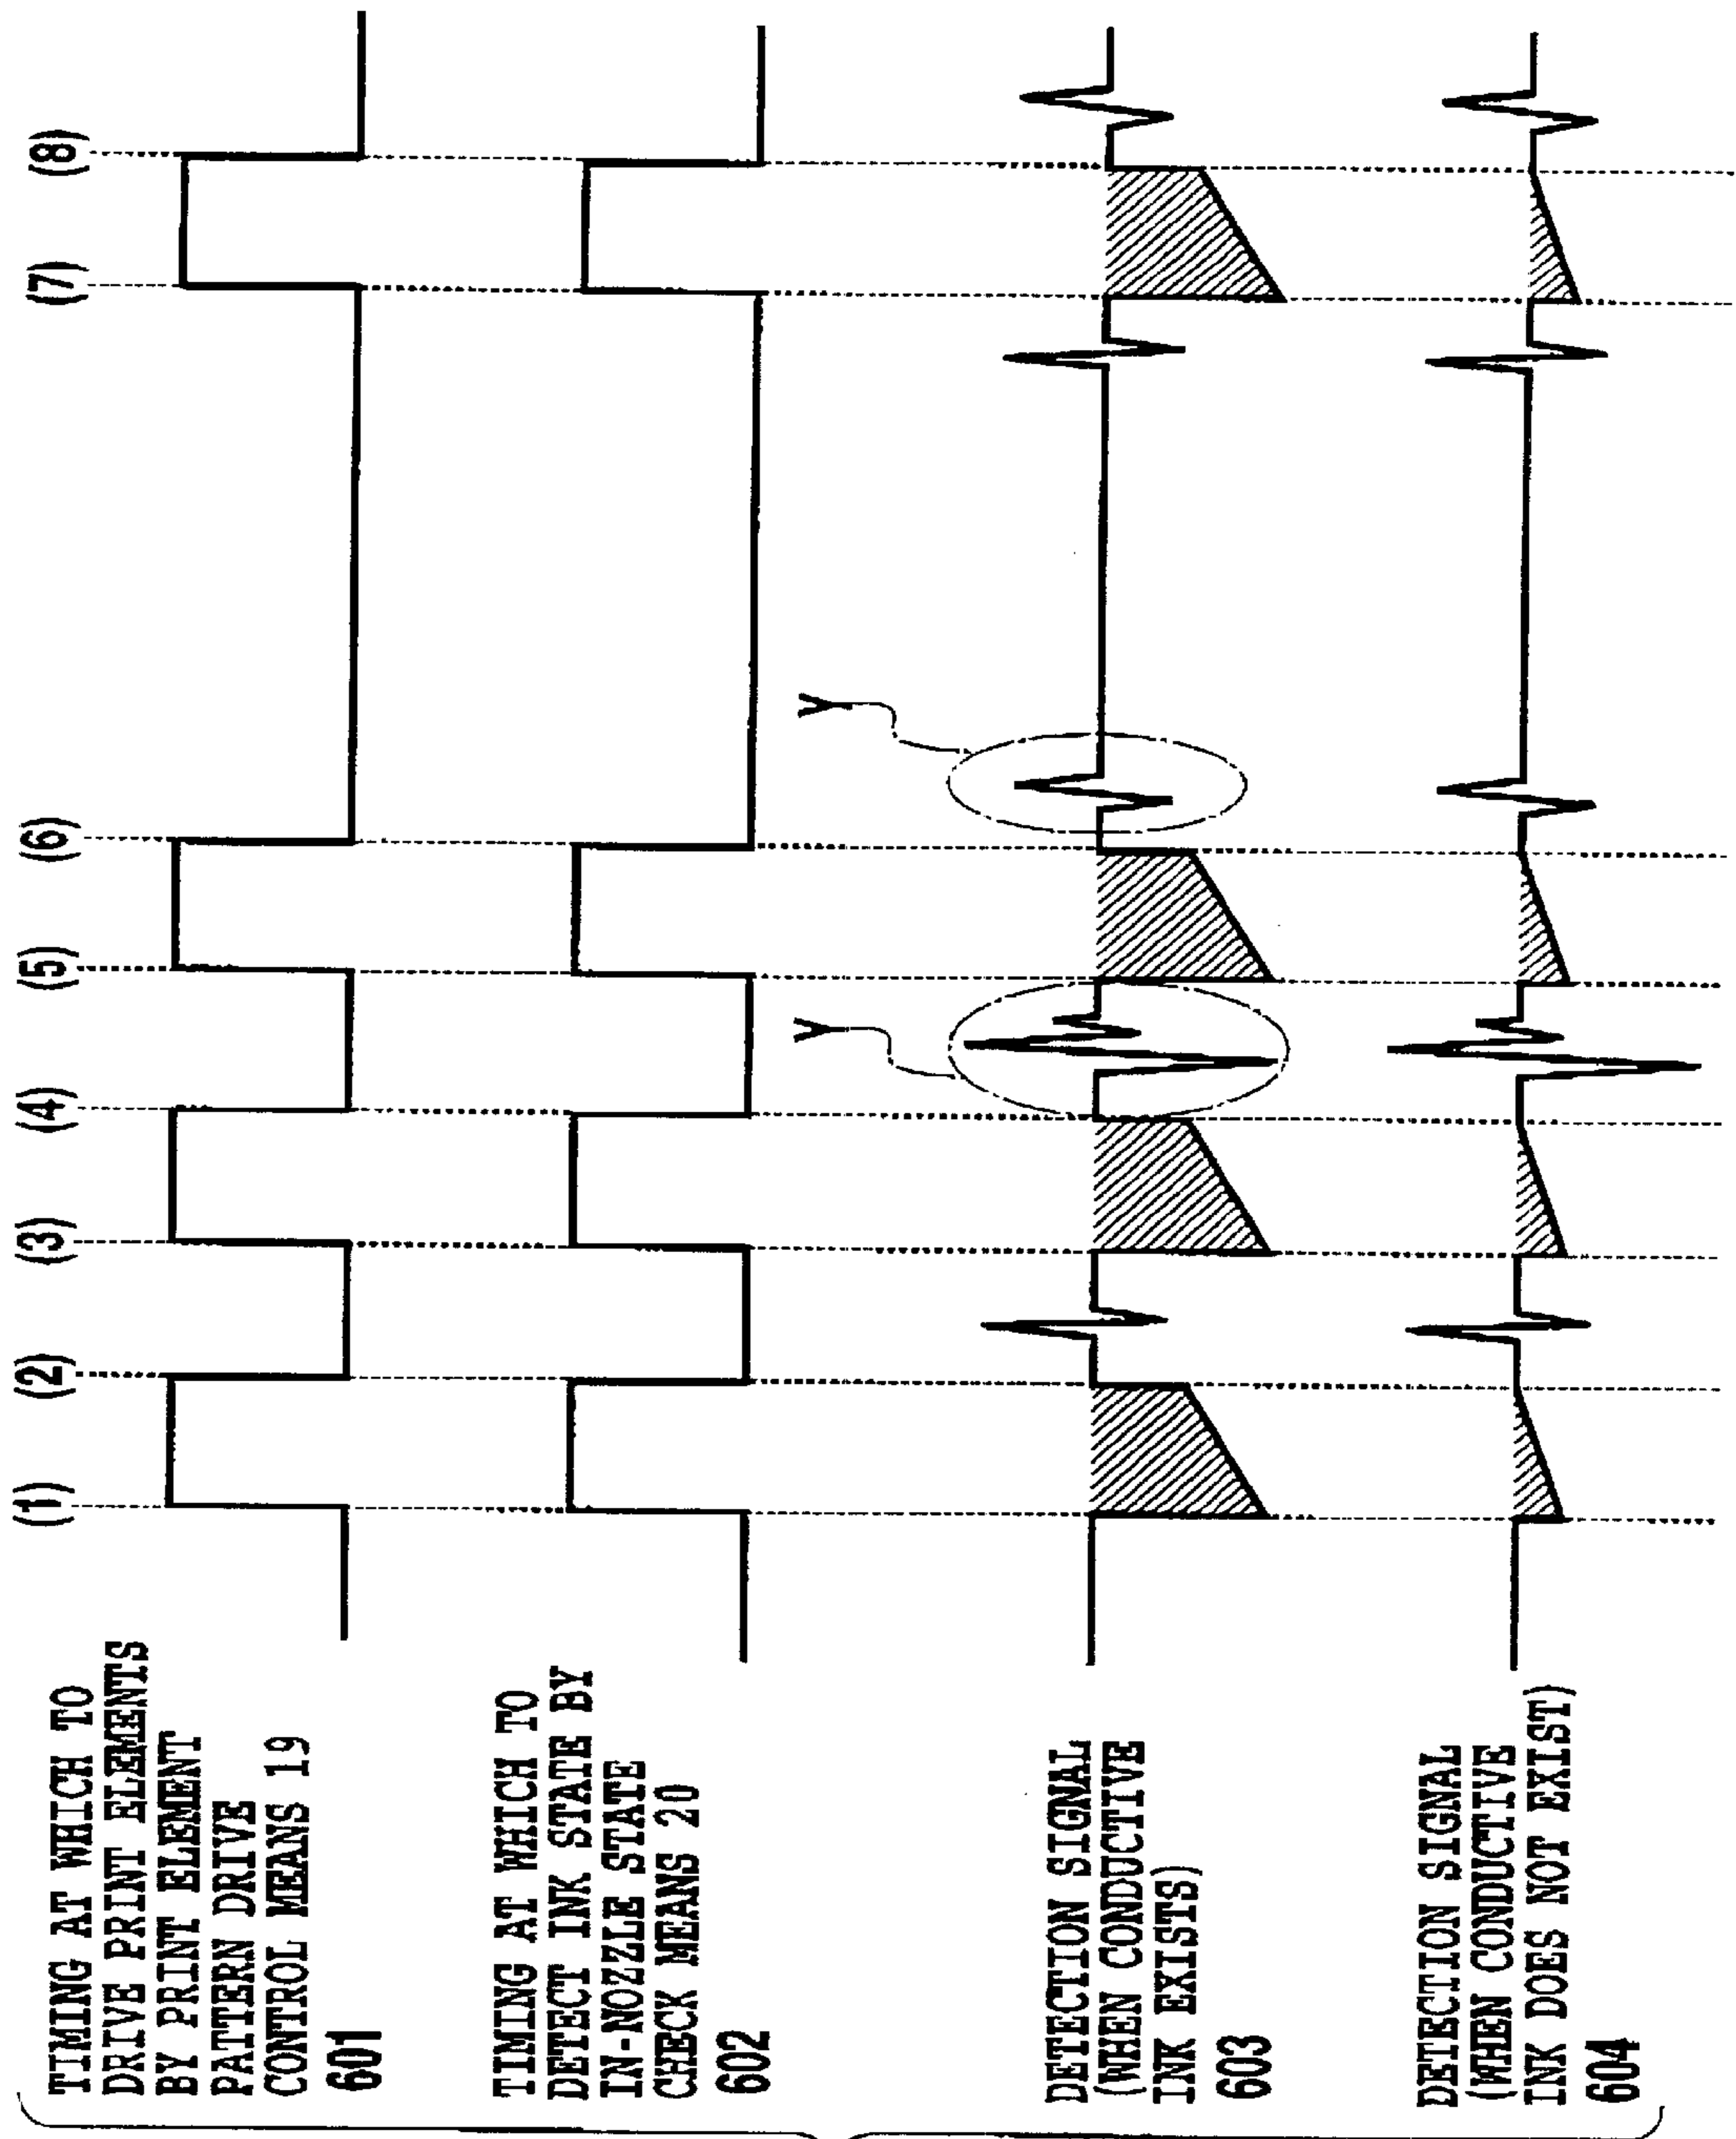 (1)
(2)
(3)
(4)
(5)
(6)
(7)
(8)
TIMING AT WHICH TO
DRIVE PRINT ELEMENTS
BY PRINT ELEMENT
PATTERN DRIVE
CONTROL MEANS 19
601
TIMING AT WHICH TO
DETECT INK STATE BY
IN-NOZZLE STATE
CHECK MEANS 20
602
Y
Y
DETECTION SIGNAL
(WHEN CONDUCTIVE
INK EXISTS)
603
DETECTION SIGNAL
(WHEN CONDUCTIVE
INK DOES NOT EXIST)
604